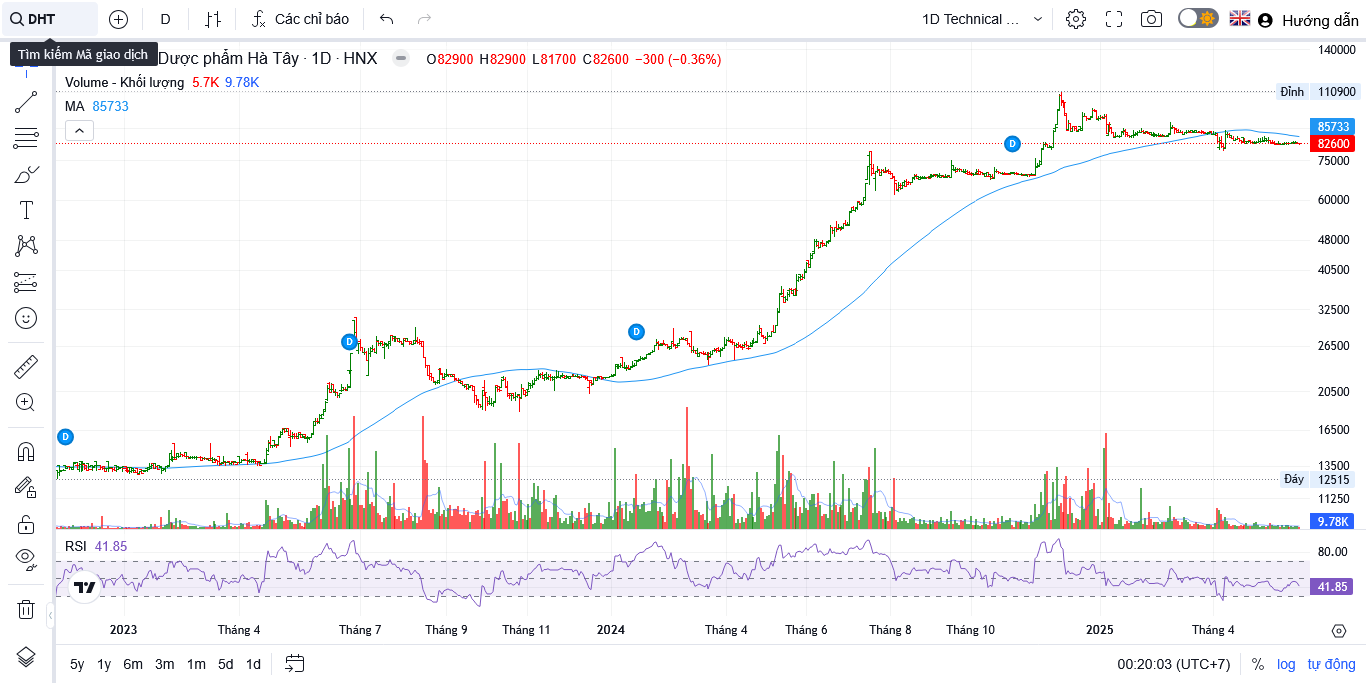 DHT
D
Các chỉ báo
1D Technical ...
Hướng dẫn
Tìm kiếm Mã giao dịch
Dược phẩm Hà Tây · 1D · HNX
O82900 H82900 L81700 C82600 −300 (−0.36%)
Volume - Khối lượng 5.7K 9.78K
MA 85733
140000
Đỉnh 110900
85733
82600
75000
60000
48000
40500
32500
26500
20500
16500
13500
Đáy 12515
11250
9.78K
D
D
D
D
RSI 41.85
80.00
41.85
2023 Tháng 4 Tháng 7 Tháng 9 Tháng 11 2024 Tháng 4 Tháng 6 Tháng 8 Tháng 10 2025 Tháng 4
5y 1y 6m 3m 1m 5d 1d
00:20:03 (UTC+7) % log tự động